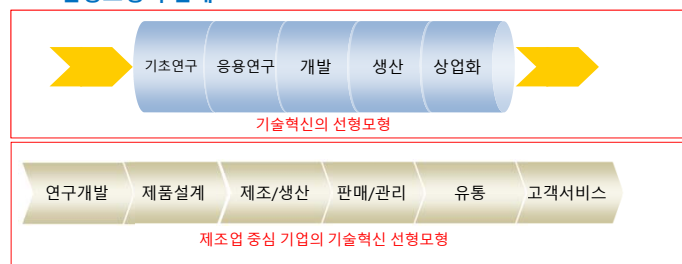 기초연구 응용연구 개발 생산 상업화
기술혁신의 선형모형
연구개발 제품설계 제조/생산 판매/관리 유통 고객서비스
제조업 중심 기업의 기술혁신 선형모형